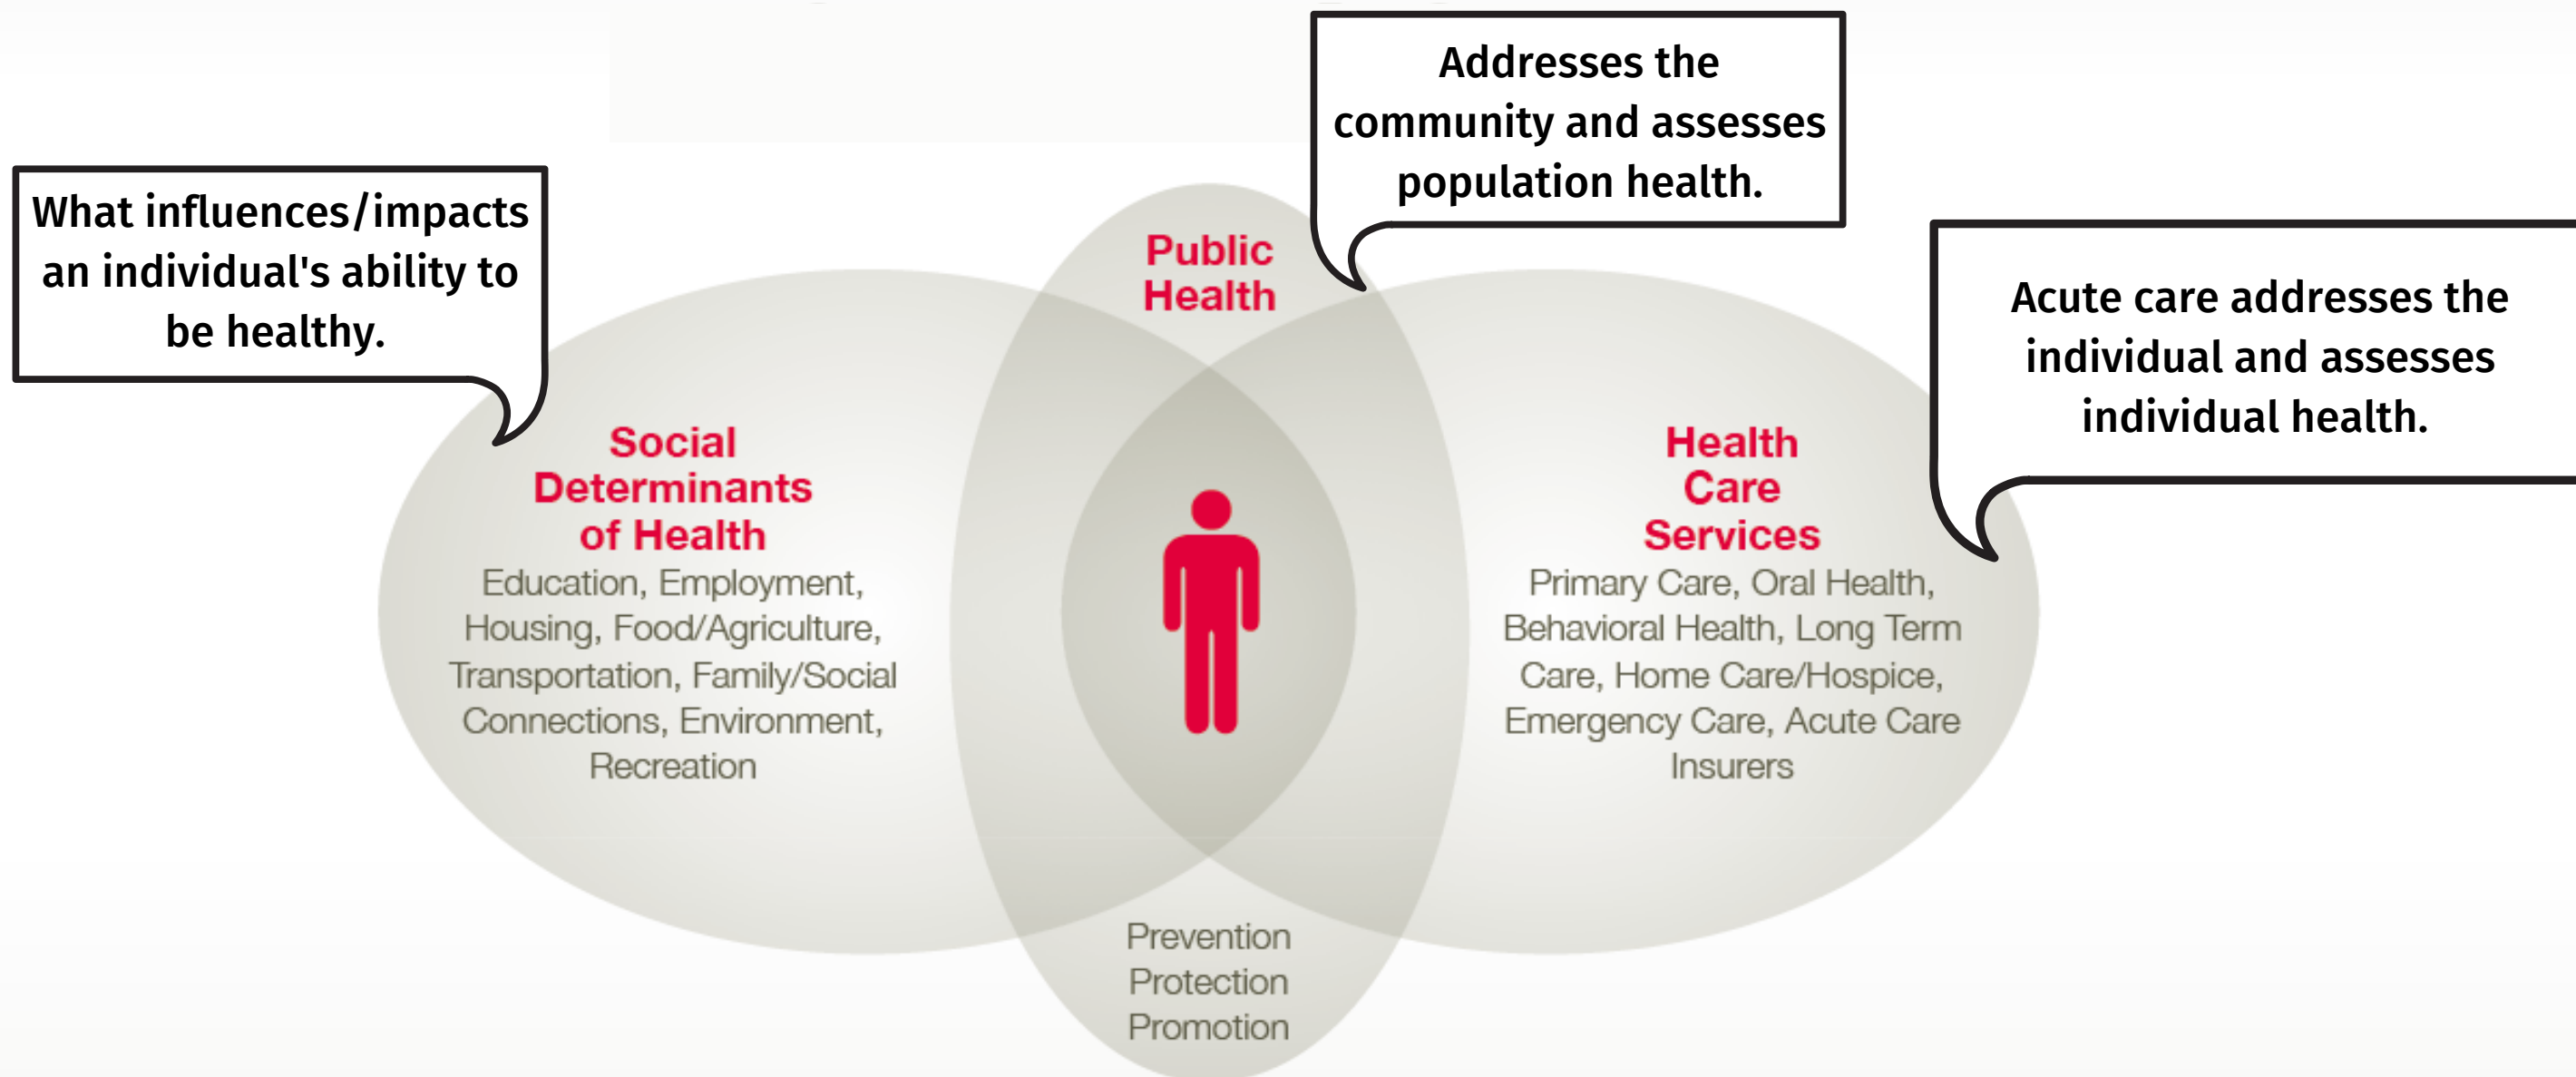 What influences/impacts
an individual's ability to
be healthy.
Addresses the
community and assesses
population health.
Acute care addresses the
individual and assesses
individual health.
Public
Health
Social
Determinants
of Health
Education, Employment,
Housing, Food/Agriculture,
Transportation, Family/Social
Connections, Environment,
Recreation
Health
Care
Services
Primary Care, Oral Health,
Behavioral Health, Long Term
Care, Home Care/Hospice,
Emergency Care, Acute Care
Insurers
Prevention
Protection
Promotion